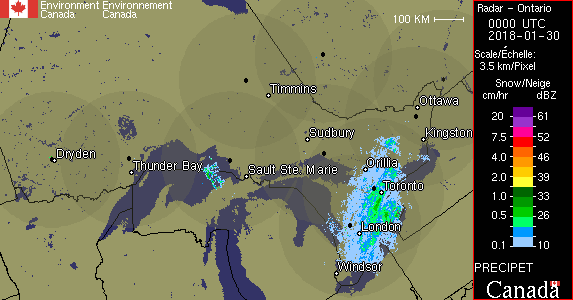 Environment Environnement
Canada Canada
100 KM
Timmins
Ottawa
Sudbury
Kingston
Dryden
Thunder Bay
Sault Ste. Marie
Orillia
Toronto
London
Windsor
Radar - Ontario
0000 UTC
2018-01-30
Scale/Échelle:
3.5 km/Pixel
Snow/Neige
cm/hr dBZ
20 61
7.5 52
4.0 46
2.0 39
1.0 33
0.5 26
0.1 10
PRECIPET
Canada